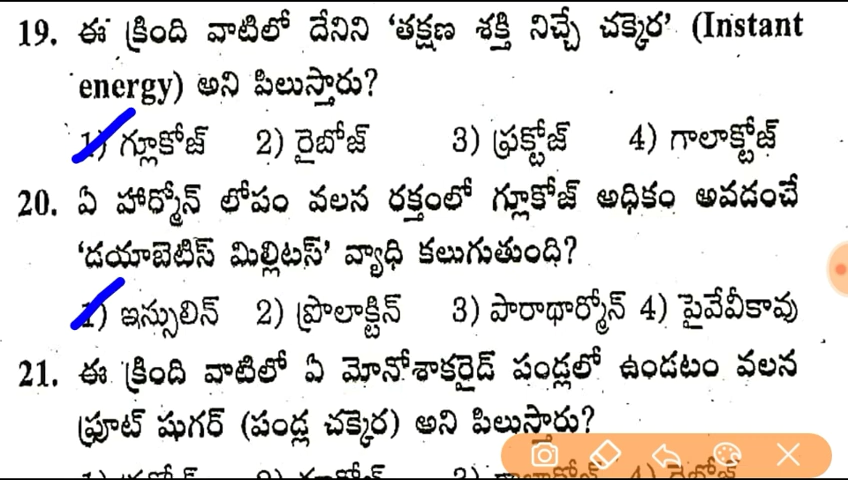 19. ఈ క్రింది వాటిలో దేనిని 'తక్షణ శక్తి నిచ్చే చక్కెర' (Instant
energy) అని పిలుస్తారు?
1) గ్లూకోజ్ 2) రైబోజ్ 3) ఫ్రక్టోజ్ 4) గాలాక్టోజ్
20. ఏ హార్మోన్ లోపం వలన రక్తంలో గ్లూకోజ్ అధికం అవడంచే
'డయాబెటిస్ మిల్లిటస్' వ్యాధి కలుగుతుంది?
1) ఇన్సులిన్ 2) ప్రొలాక్టిన్ 3) పారాథార్మోన్ 4) పైవేవీకావు
21. ఈ క్రింది వాటిలో ఏ మోనోశాకరైడ్ పండ్లలో ఉండటం వలన
ఫ్రూట్ షుగర్ (పండ్ల చక్కెర) అని పిలుస్తారు?